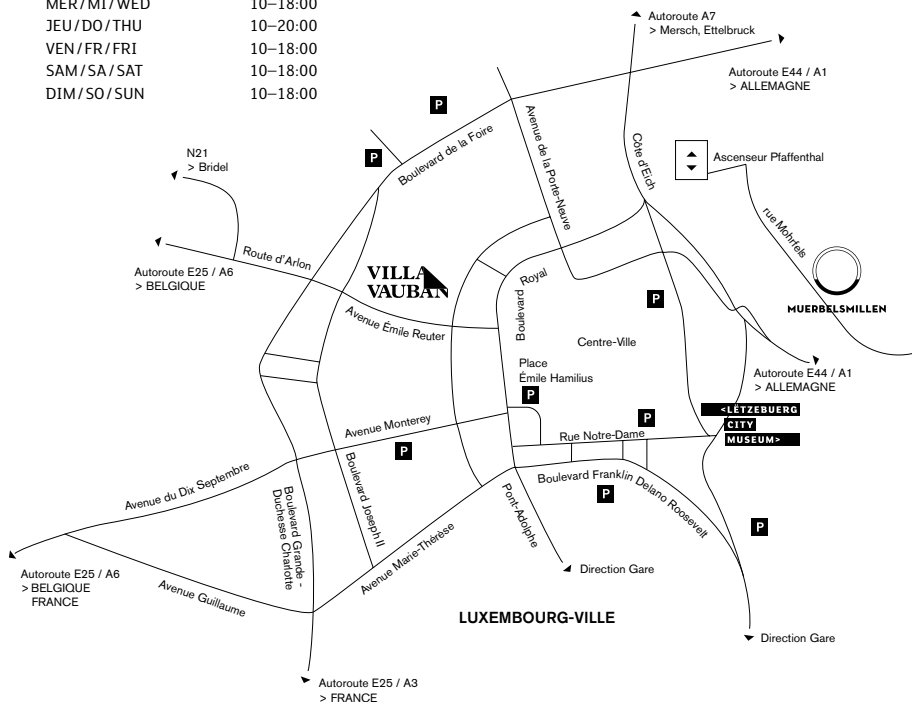 MER/MI/WED 10–18:00
JEU/DO/THU 10–20:00
VEN/FR/FRI 10–18:00
SAM/SA/SAT 10–18:00
DIM/SO/SUN 10–18:00
Autoroute A7
> Mersch, Ettelbruck
Autoroute E44 / A1
> ALLEMAGNE
P
Avenue de la Porte-Neuve
Boulevard de la Foire
Côte d'Eich
P
N21
> Bridel
Ascenseur Pfaffenthal
rue Mohrfels
Route d'Arlon
Autoroute E25 / A6
> BELGIQUE
VILLA
VAUBAN
Boulevard Royal
P
MUERBELSMILLEN
Avenue Émile Reuter
Centre-Ville
Place
Émile Hamilius
P
Autoroute E44 / A1
> ALLEMAGNE
<LËTZEBUERG
CITY
MUSEUM>
P
Avenue Monterey
Rue Notre-Dame
P
Avenue du Dix Septembre
Boulevard Grande -
Duchesse Charlotte
Boulevard Joseph II
Pont-Adolphe
Boulevard Franklin Delano Roosevelt
P
P
Avenue Marie-Thérèse
Autoroute E25 / A6
> BELGIQUE
FRANCE
Avenue Guillaume
Direction Gare
LUXEMBOURG-VILLE
Direction Gare
Autoroute E25 / A3
> FRANCE